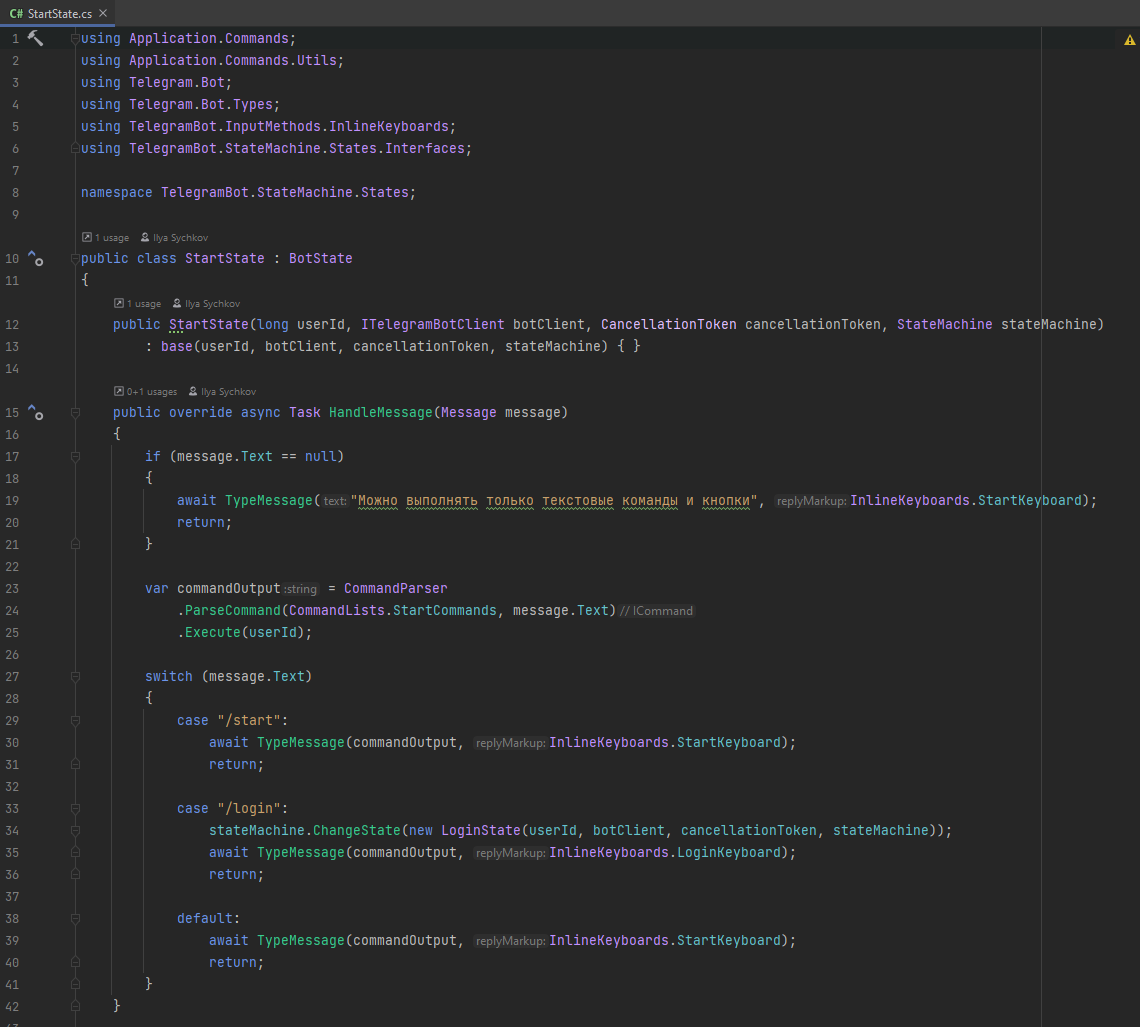 C# StartState.cs ×
1 using Application.Commands;
2 using Application.Commands.Utils;
3 using Telegram.Bot;
4 using Telegram.Bot.Types;
5 using TelegramBot.InputMethods.InlineKeyboards;
6 using TelegramBot.StateMachine.States.Interfaces;
7
8 namespace TelegramBot.StateMachine.States;
9
1 usage Ilya Sychkov
10 public class StartState : BotState
11 {
1 usage Ilya Sychkov
12 public StartState(long userId, ITelegramBotClient botClient, CancellationToken cancellationToken, StateMachine stateMachine)
13 : base(userId, botClient, cancellationToken, stateMachine) { }
14
0+1 usages Ilya Sychkov
15 public override async Task HandleMessage(Message message)
16 {
17 if (message.Text == null)
18 {
19 await TypeMessage(text: "Можно выполнять только текстовые команды и кнопки", replyMarkup: InlineKeyboards.StartKeyboard);
20 return;
21 }
22
23 var commandOutput :string = CommandParser
24 .ParseCommand(CommandLists.StartCommands, message.Text) // ICommand
25 .Execute(userId);
26
27 switch (message.Text)
28 {
29 case "/start":
30 await TypeMessage(commandOutput, replyMarkup: InlineKeyboards.StartKeyboard);
31 return;
32
33 case "/login":
34 stateMachine.ChangeState(new LoginState(userId, botClient, cancellationToken, stateMachine));
35 await TypeMessage(commandOutput, replyMarkup: InlineKeyboards.LoginKeyboard);
36 return;
37
38 default:
39 await TypeMessage(commandOutput, replyMarkup: InlineKeyboards.StartKeyboard);
40 return;
41 }
42 }